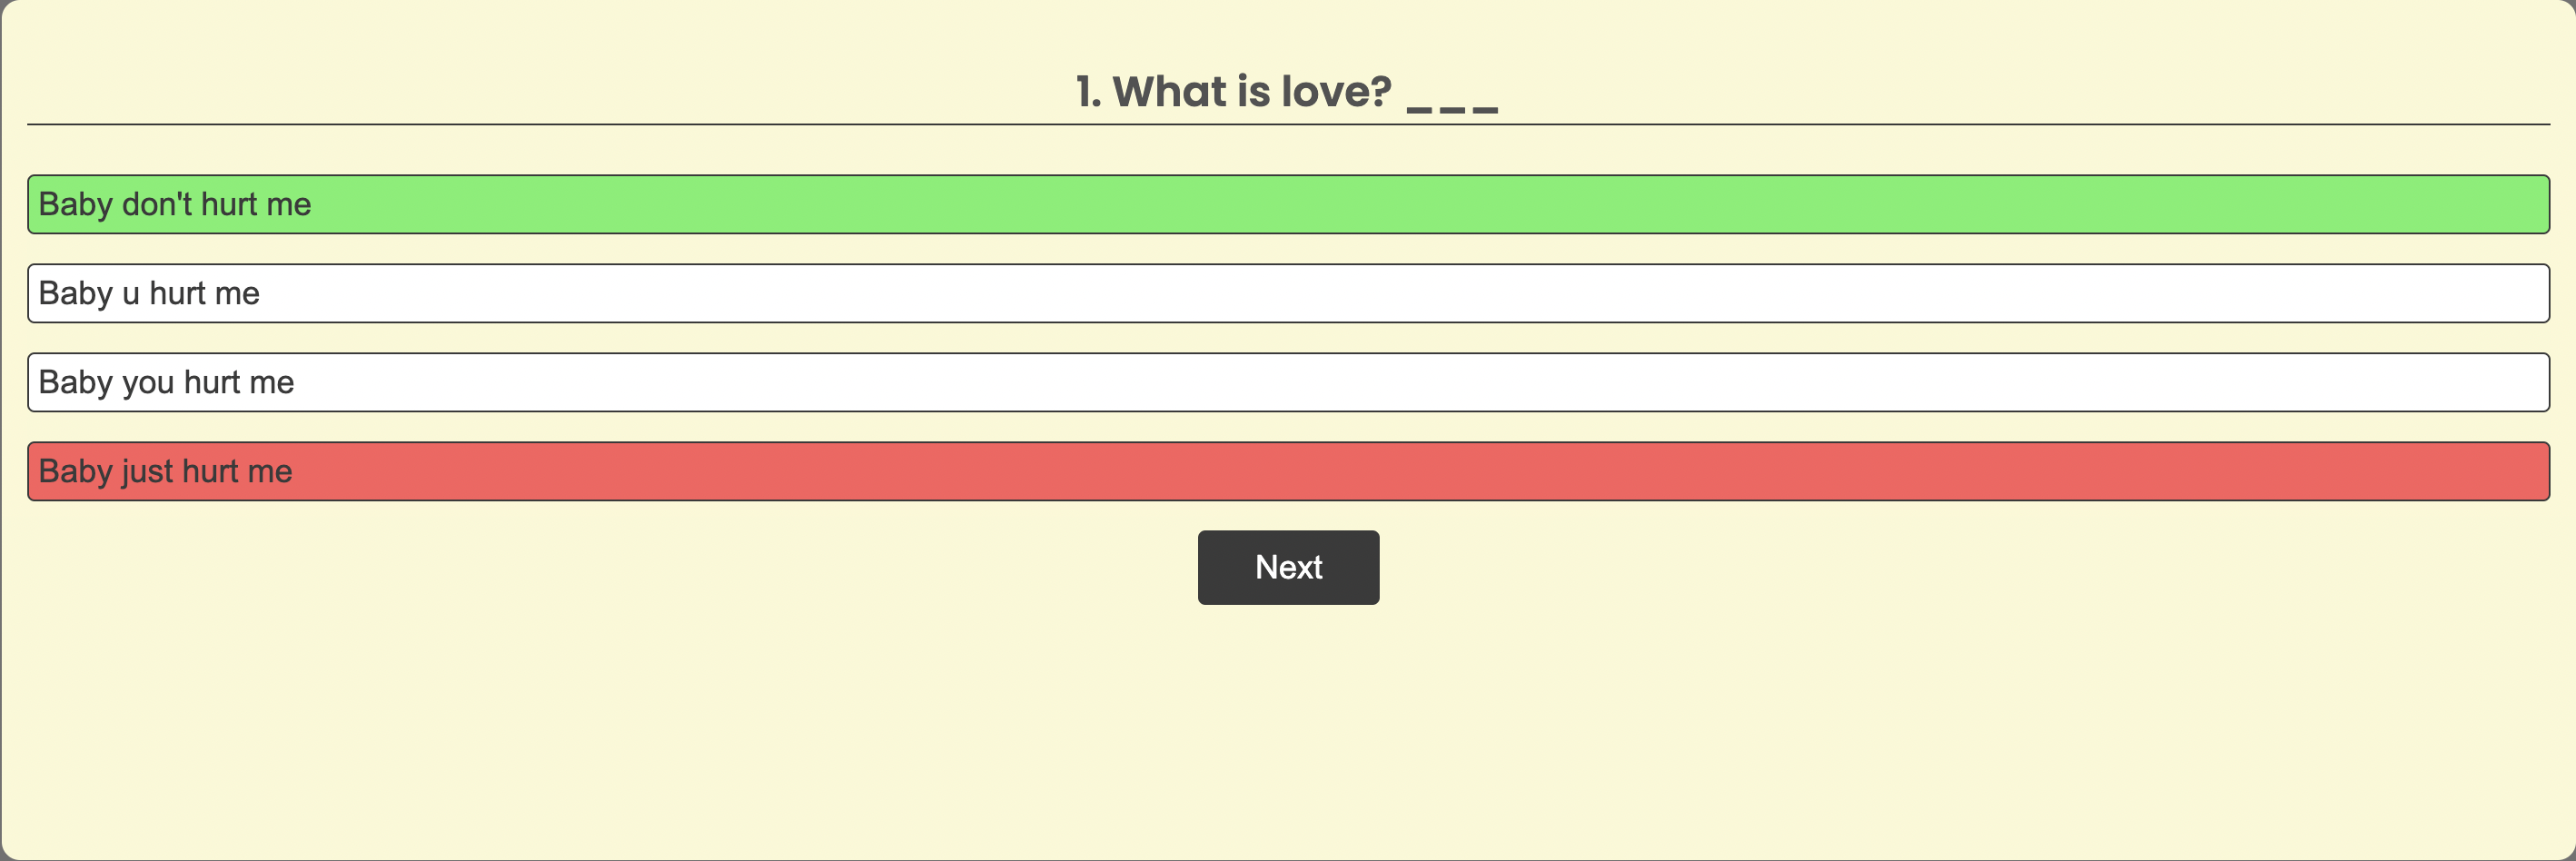 1. What is love? _ _ _
Baby don't hurt me
Baby u hurt me
Baby you hurt me
Baby just hurt me
Next